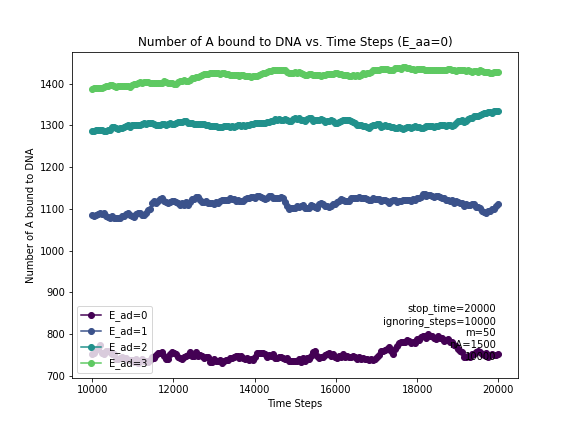 Number of A bound to DNA vs. Time Steps (E_aa=0)
Number of A bound to DNA
1400
1300
1200
1100
1000
900
800
700
E_ad=0
E_ad=1
E_ad=2
E_ad=3
stop_time=20000
ignoring_steps=10000
m=50
=1500
10000
12000
14000
16000
18000
20000
Time Steps